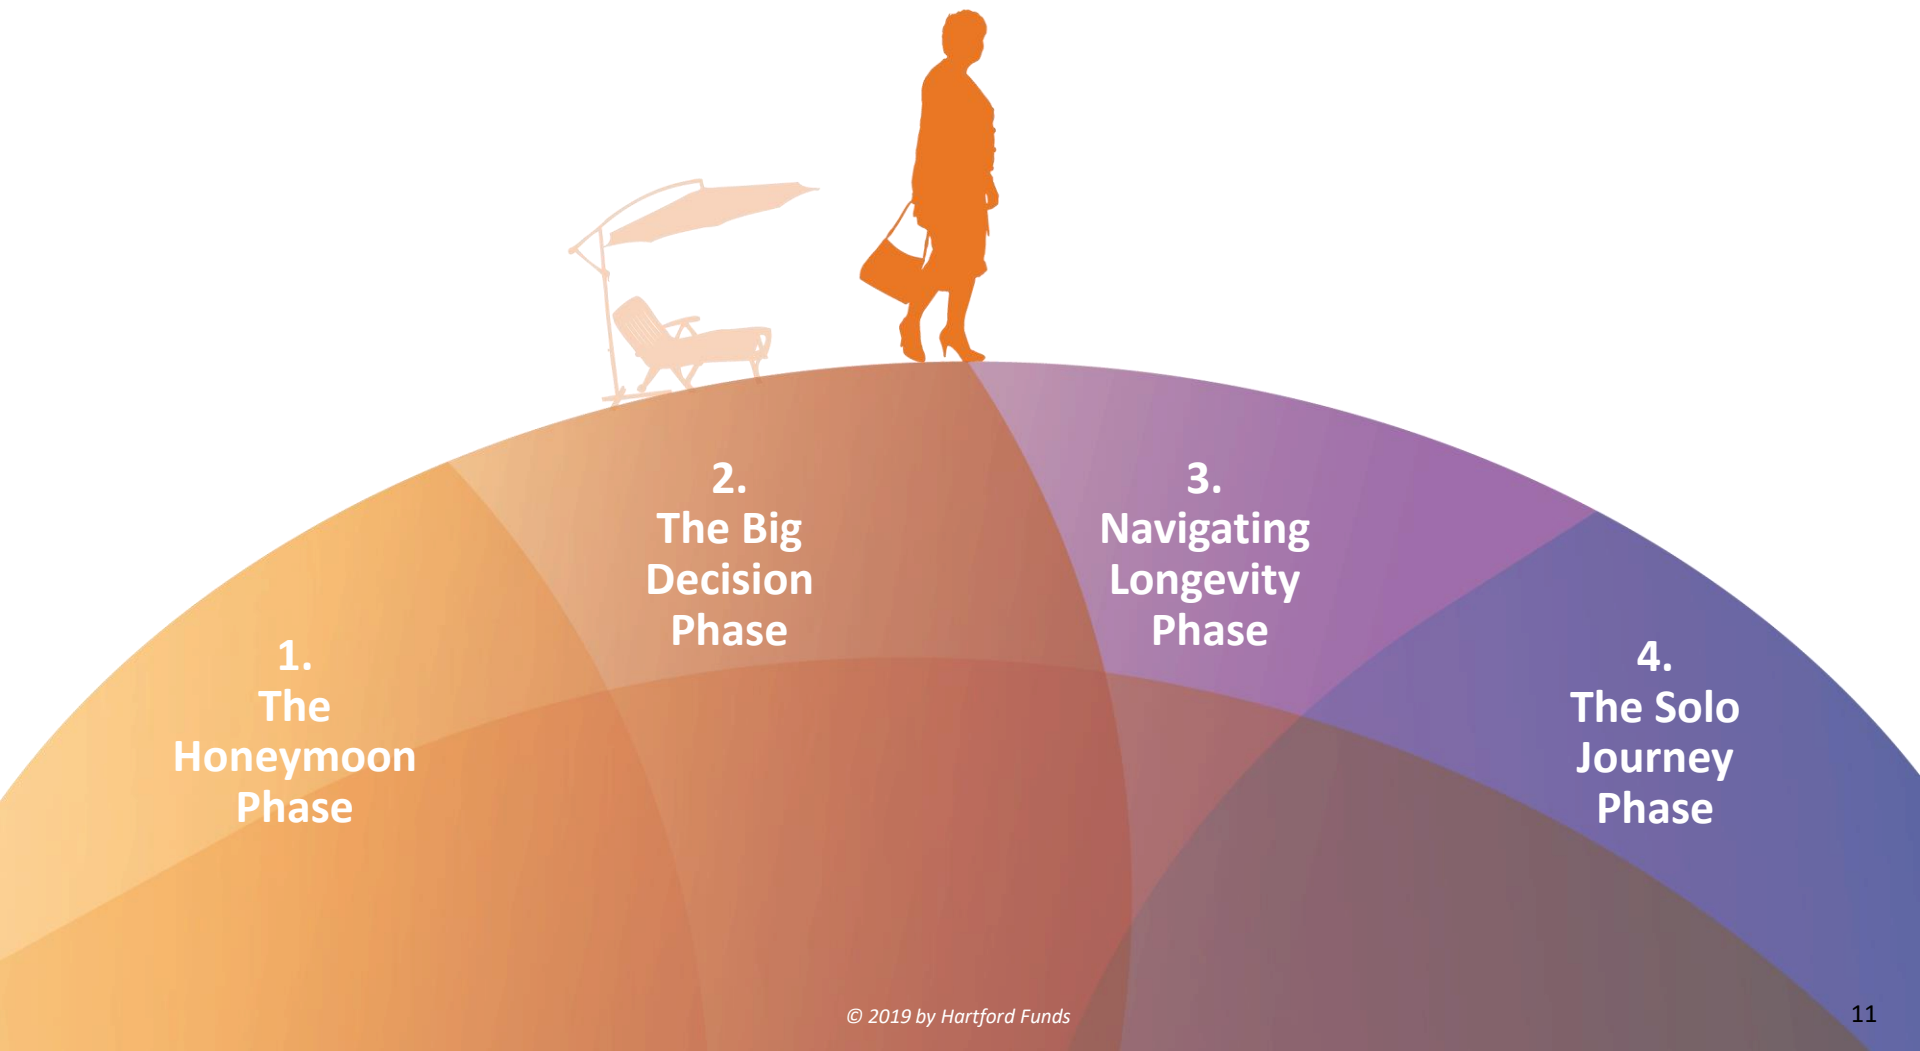 1.
The
Honeymoon
Phase
2.
The Big
Decision
Phase
3.
Navigating
Longevity
Phase
4.
The Solo
Journey
Phase
© 2019 by Hartford Funds
11